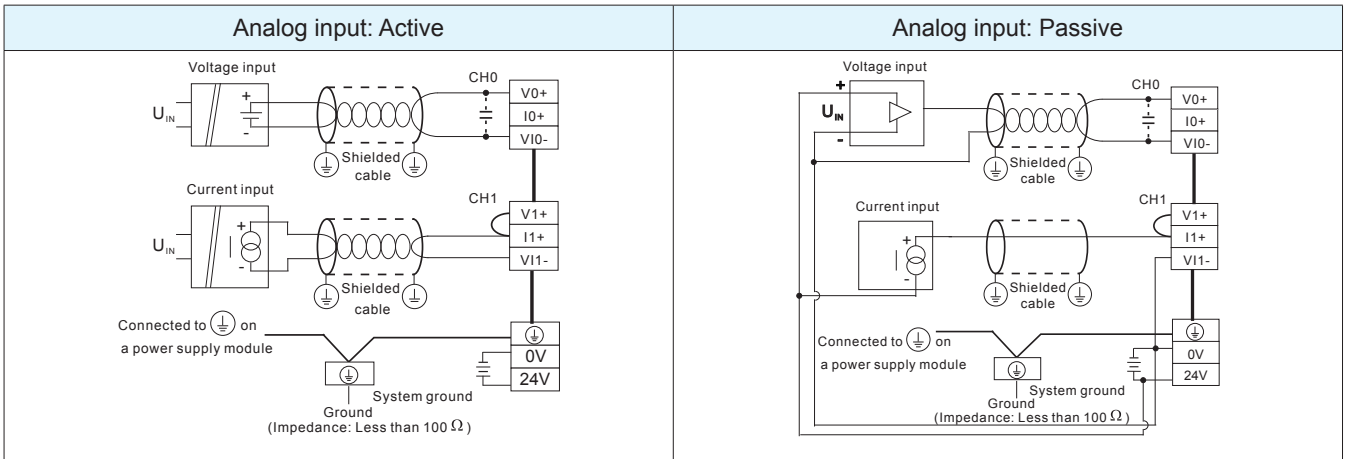 Analog input: Active
Voltage input
U IN
+
-
Shielded
cable
CH0
V0+
I0+
VI0-
Current input
U IN
+
-
Shielded
cable
CH1
V1+
I1+
VI1-
Connected to ⏚ on
a power supply module
0V
24V
System ground
Ground
(Impedance: Less than 100 Ω)
Analog input: Passive
Voltage input
+
U IN
-
Shielded
cable
CH0
V0+
I0+
VI0-
Current input
+
-
Shielded
cable
CH1
V1+
I1+
VI1-
Connected to ⏚ on
a power supply module
0V
24V
System ground
Ground
(Impedance: Less than 100 Ω)